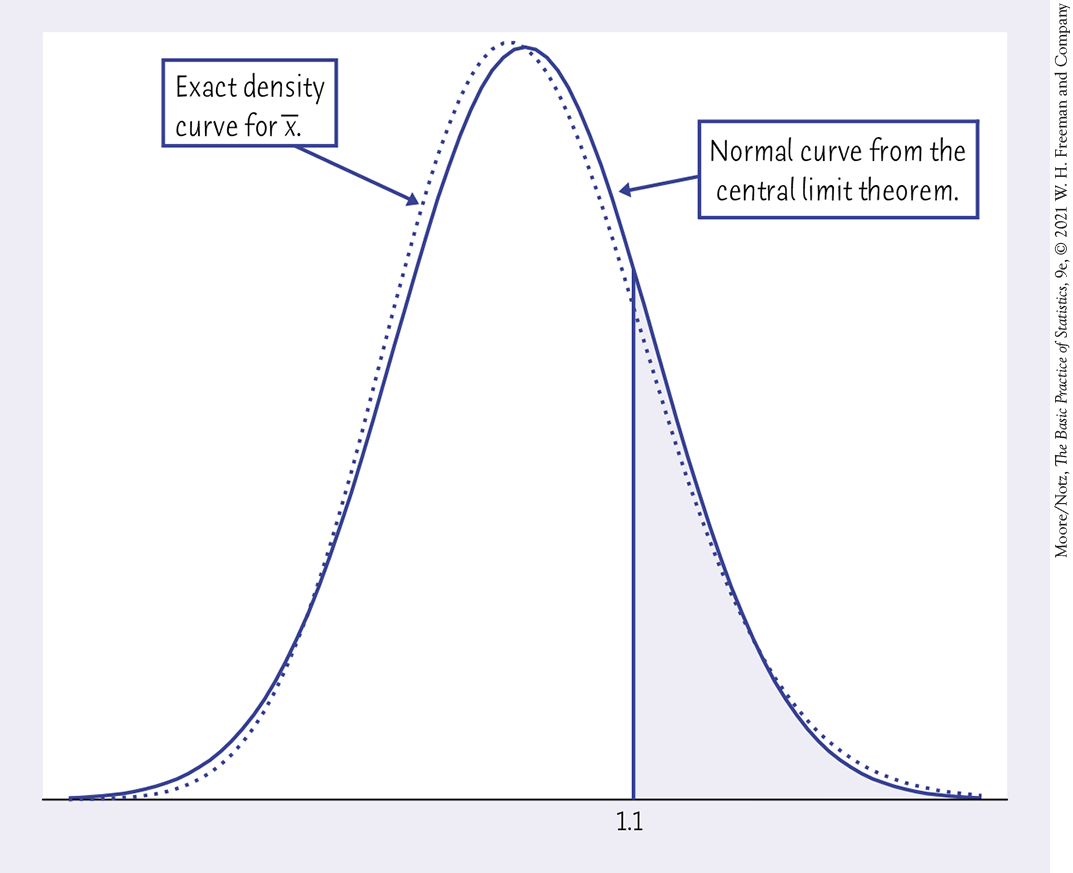 Exact density
curve for x̅.
Normal curve from the
central limit theorem.
1.1
Moore/Notz, The Basic Practice of Statistics, 9e, © 2021 W. H. Freeman and Company